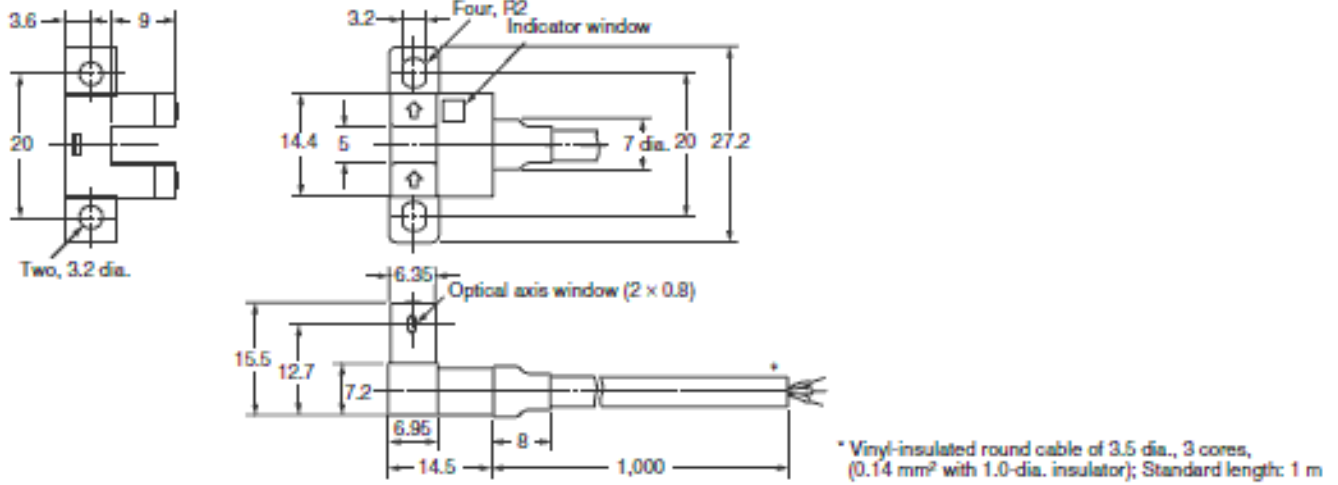 3.6
9
3.2
Four, R2
Indicator window
20
14.4
5
7 dia.
20
27.2
Two, 3.2 dia.
6.35
Optical axis window (2 × 0.8)
15.5
12.7
7.2
*
6.95
8
14.5
1,000
* Vinyl-insulated round cable of 3.5 dia., 3 cores,
(0.14 mm² with 1.0-dia. insulator); Standard length: 1 m